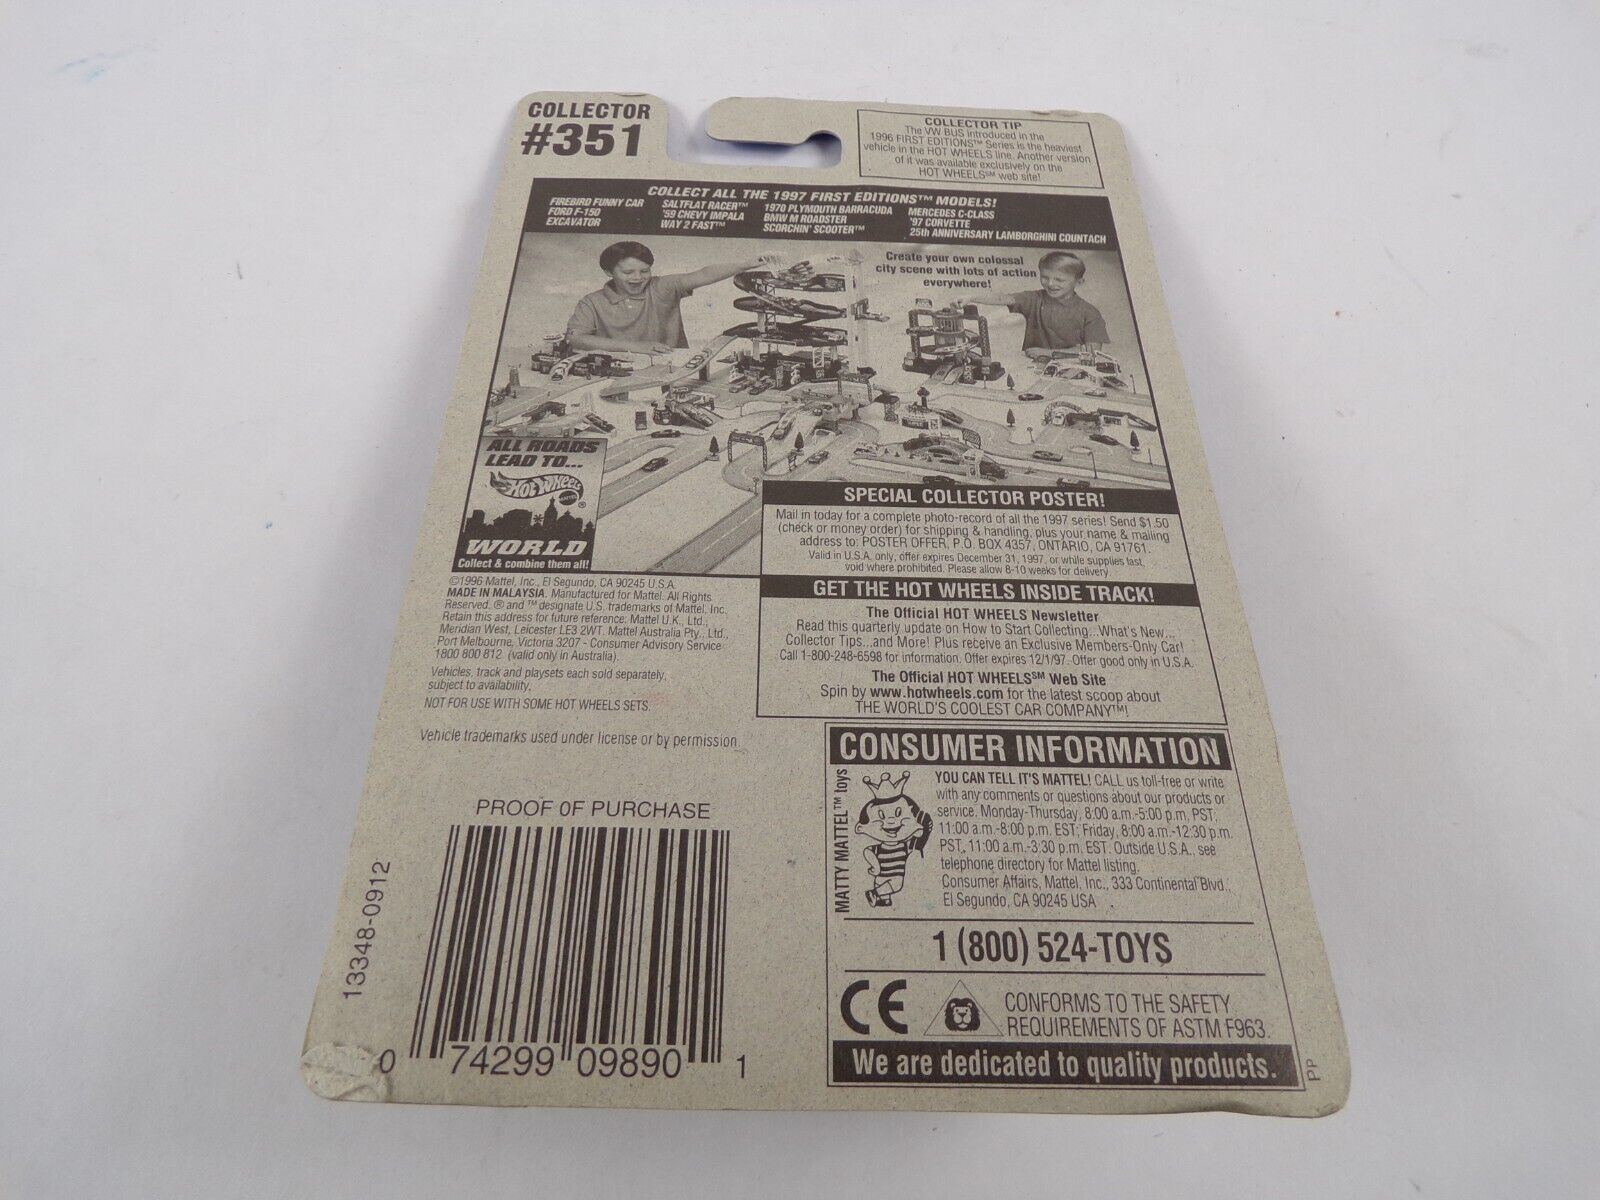 COLLECTOR
#351
COLLECTOR TIP
The VW BUS introduced in the
1996 FIRST EDITIONS™ Series is the heaviest
vehicle in the HOT WHEELS line. Another version
of it was available exclusively on the
HOT WHEELS℠ web site!
COLLECT ALL THE 1997 FIRST EDITIONS™ MODELS!
FIREBIRD FUNNY CAR
FORD F-150
EXCAVATOR
SALTFLAT RACER™
'59 CHEVY IMPALA
WAY 2 FAST™
1970 PLYMOUTH BARRACUDA
BMW M ROADSTER
SCORCHIN' SCOOTER™
MERCEDES C-CLASS
'97 CORVETTE
25th ANNIVERSARY LAMBORGHINI COUNTACH
Create your own colossal
city scene with lots of action
everywhere!
ALL ROADS
LEAD TO...
Hot Wheels
MATTEL
®
WORLD
Collect & combine them all!
SPECIAL COLLECTOR POSTER!
Mail in today for a complete photo-record of all the 1997 series! Send $1.50
(check or money order) for shipping & handling, plus your name & mailing
address to: POSTER OFFER, P.O. BOX 4357, ONTARIO, CA 91761.
Valid in U.S.A. only, offer expires December 31, 1997, or while supplies last,
void where prohibited. Please allow 8-10 weeks for delivery.
GET THE HOT WHEELS INSIDE TRACK!
The Official HOT WHEELS Newsletter
Read this quarterly update on How to Start Collecting...What's New...
Collector Tips...and More! Plus receive an Exclusive Members-Only Car!
Call 1-800-248-6598 for information. Offer expires 12/1/97. Offer good only in U.S.A.
The Official HOT WHEELS℠ Web Site
Spin by www.hotwheels.com for the latest scoop about
THE WORLD'S COOLEST CAR COMPANY™!
©1996 Mattel, Inc., El Segundo, CA 90245 U.S.A.
MADE IN MALAYSIA. Manufactured for Mattel. All Rights
Reserved. ® and ™ designate U.S. trademarks of Mattel, Inc.
Retain this address for future reference: Mattel U.K., Ltd.,
Meridian West, Leicester LE3 2WT. Mattel Australia Pty., Ltd.,
Port Melbourne, Victoria 3207 - Consumer Advisory Service
1800 800 812 (valid only in Australia).
Vehicles, track and playsets each sold separately,
subject to availability.
NOT FOR USE WITH SOME HOT WHEELS SETS.
Vehicle trademarks used under license or by permission.
CONSUMER INFORMATION
MATTY MATTEL™ toys
YOU CAN TELL IT'S MATTEL! CALL us toll-free or write
with any comments or questions about our products or
service. Monday-Thursday, 8:00 a.m.-5:00 p.m. PST,
11:00 a.m.-8:00 p.m. EST; Friday, 8:00 a.m.-12:30 p.m.
PST, 11:00 a.m.-3:30 p.m. EST. Outside U.S.A., see
telephone directory for Mattel listing.
Consumer Affairs, Mattel, Inc., 333 Continental Blvd.,
El Segundo, CA 90245 USA
1 (800) 524-TOYS
CE
CONFORMS TO THE SAFETY
REQUIREMENTS OF ASTM F963.
We are dedicated to quality products.
PP
PROOF OF PURCHASE
13348-0912
0 74299 09890 1